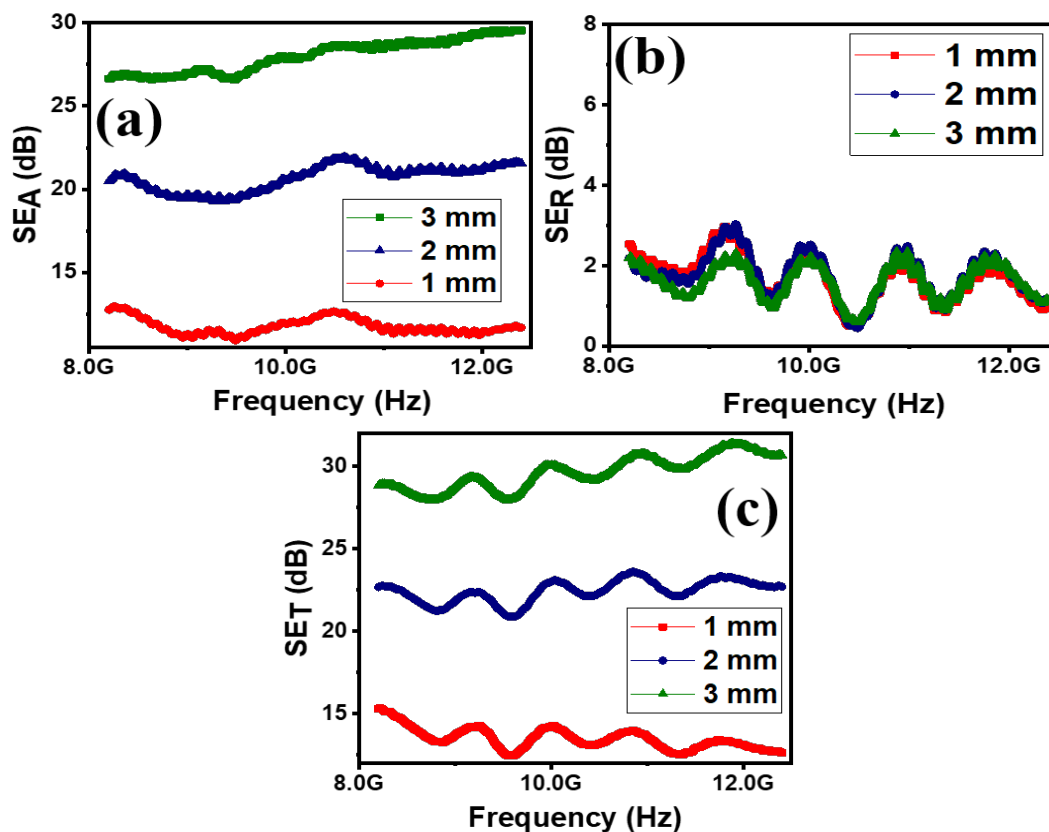 30
25
20
15
SEA (dB)
(a)
3 mm
2 mm
1 mm
8.0G
10.0G
12.0G
Frequency (Hz)
8
6
4
2
0
SER (dB)
(b)
1 mm
2 mm
3 mm
8.0G
10.0G
12.0G
Frequency (Hz)
30
25
20
15
SET (dB)
(c)
1 mm
2 mm
3 mm
8.0G
10.0G
12.0G
Frequency (Hz)